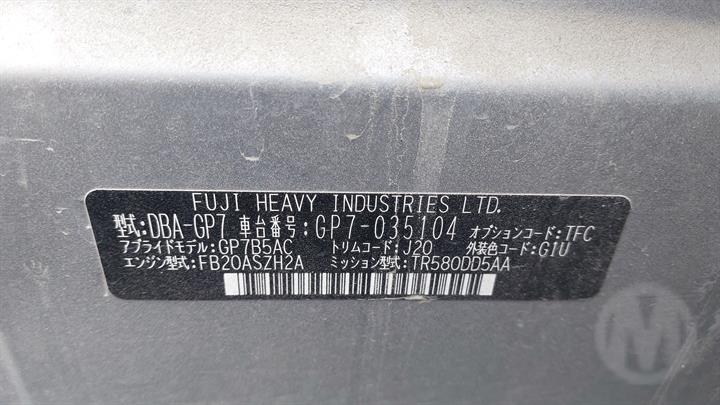 FUJI HEAVY INDUSTRIES LTD.
型式:DBA-GP7 車台番号:GP7-035104 オプションコード:TFC
アプライドモデル:GP7B5AC トリムコード:J20 外装色コード:G1U
エンジン型式:FB20ASZH2A ミッション型式:TR580DD5AA
M